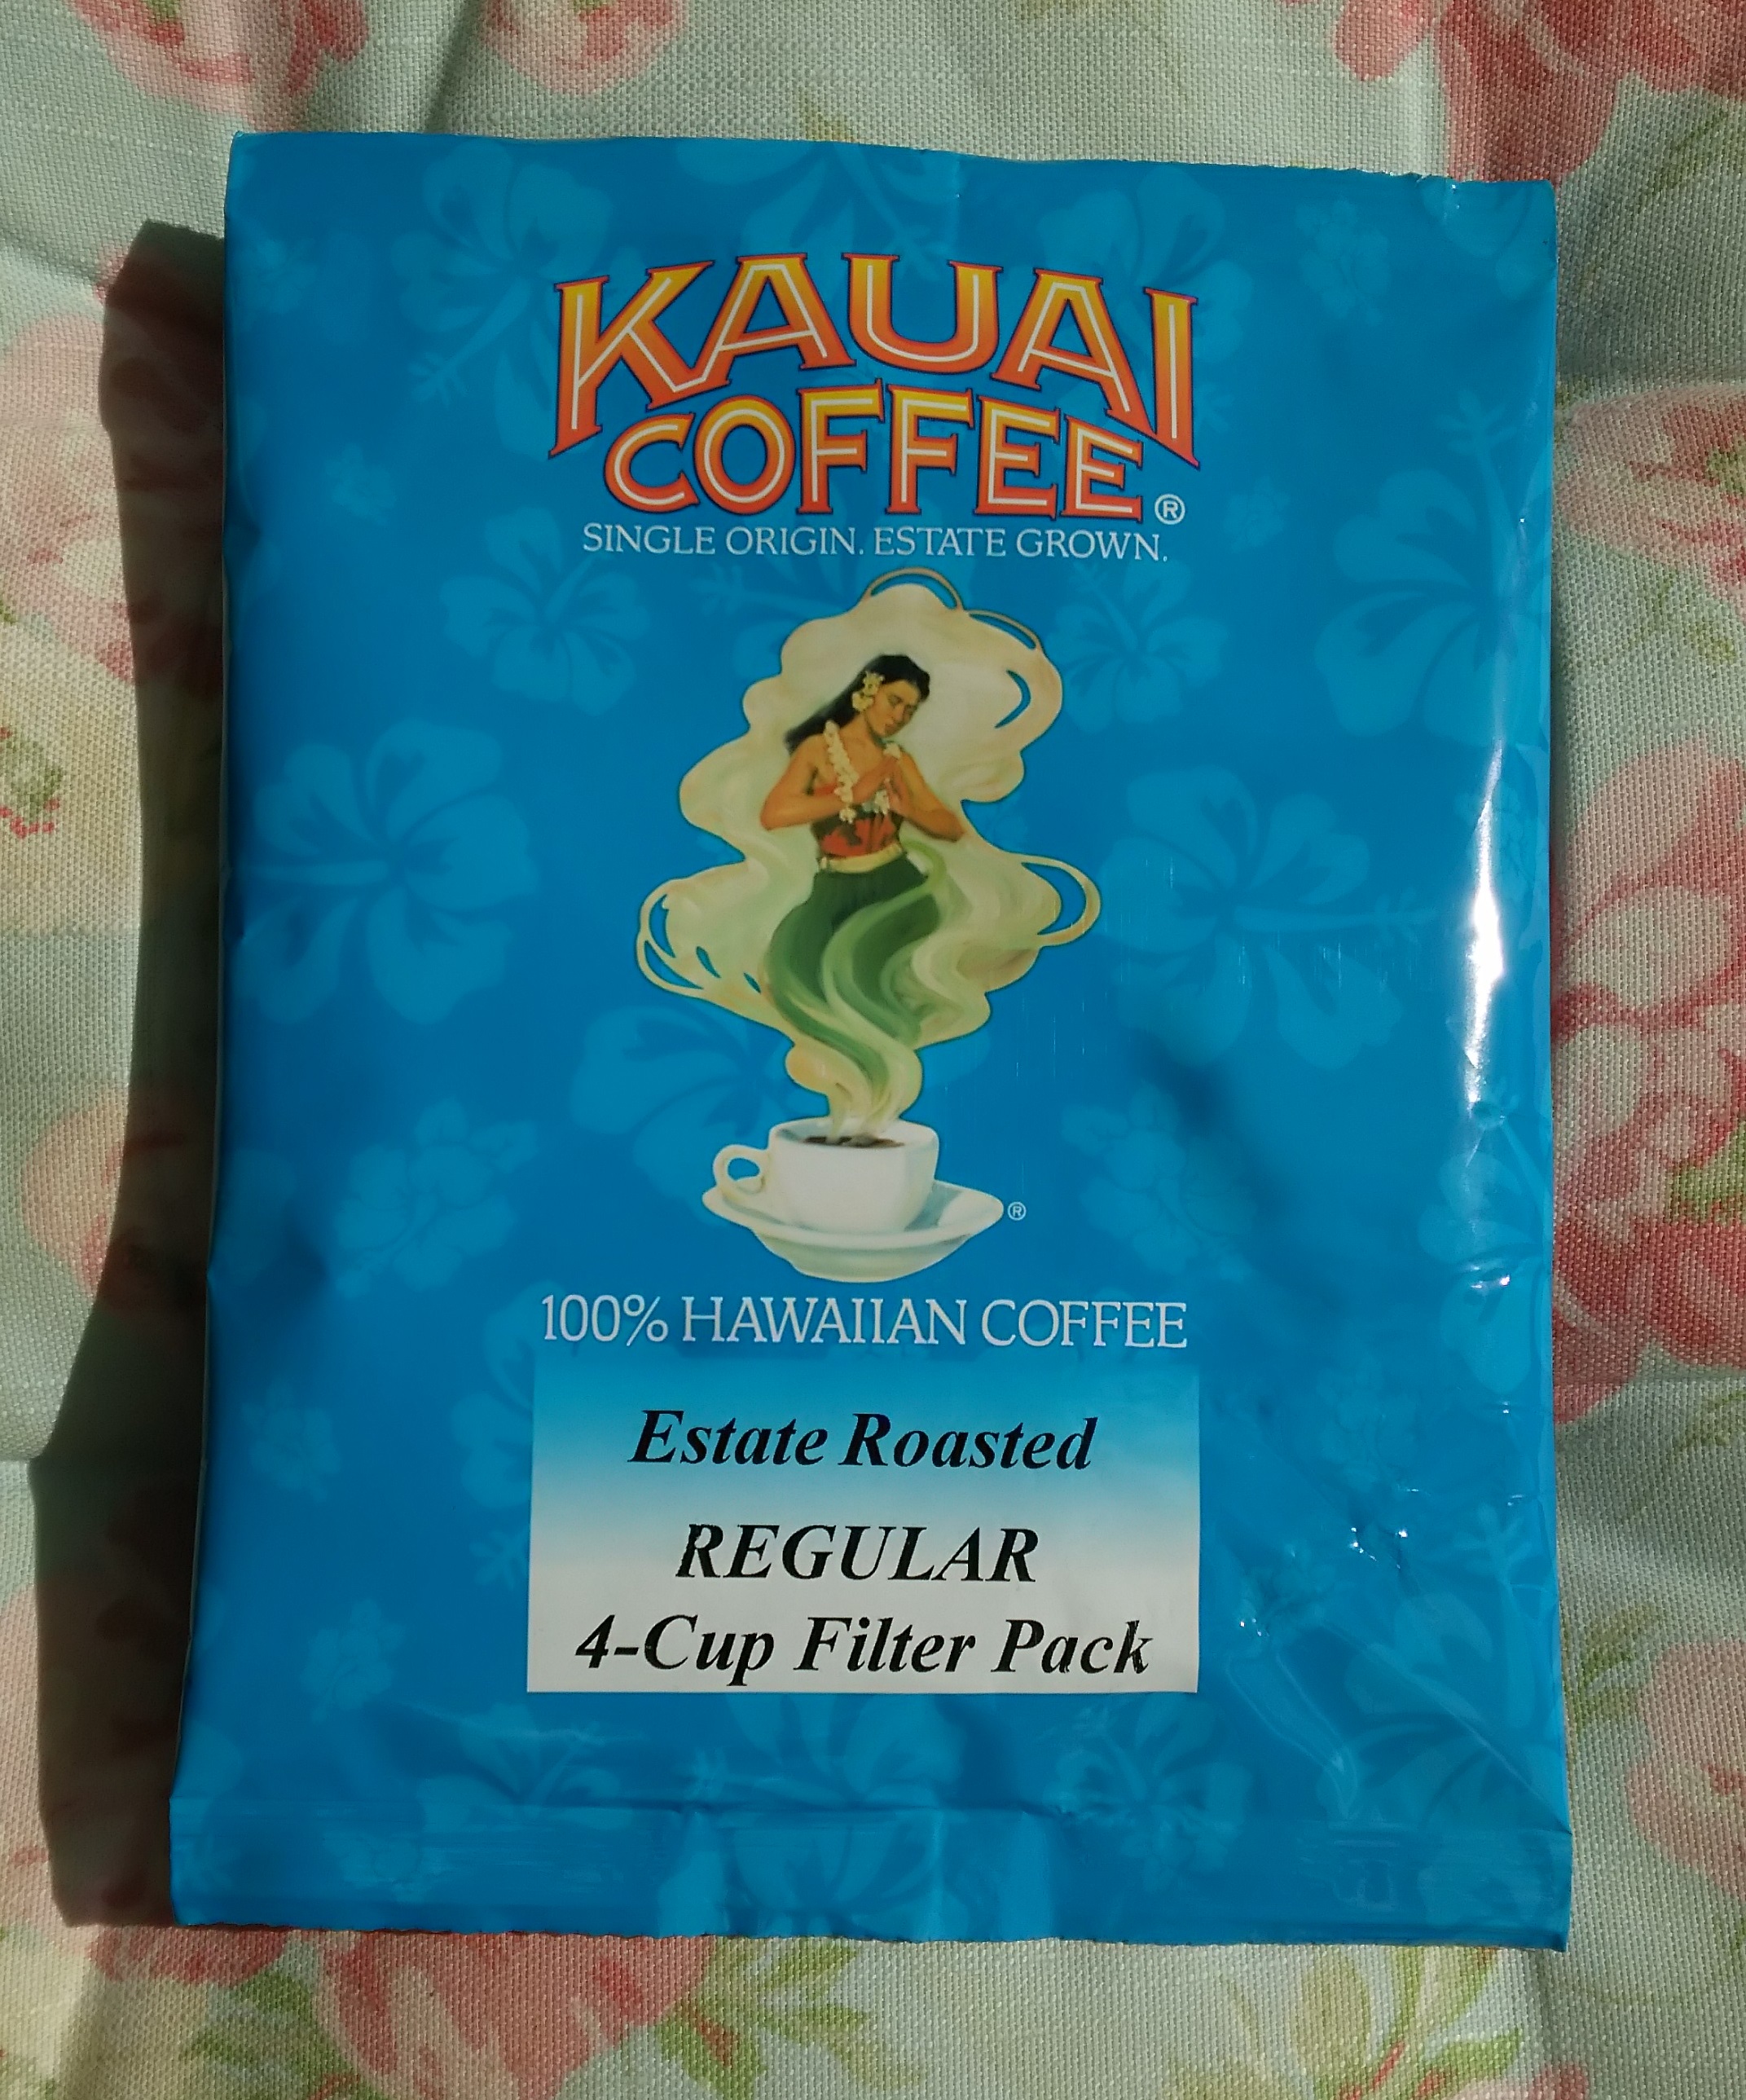 KAUAI
COFFEE®
SINGLE ORIGIN. ESTATE GROWN.
®
100% HAWAIIAN COFFEE
Estate Roasted
REGULAR
4-Cup Filter Pack